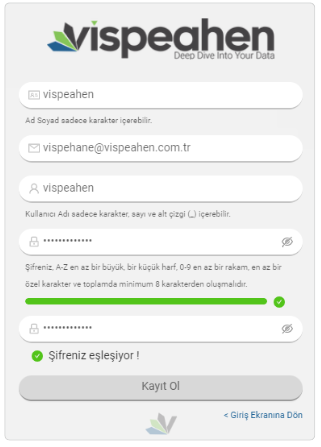 vispeahen
Deep Dive Into Your Data
vispeahen
Ad Soyad sadece karakter içerebilir.
vispehane@vispeahen.com.tr
vispeahen
Kullanıcı Adı sadece karakter, sayı ve alt çizgi (_) içerebilir.
•••••••••••••
Şifreniz, A-Z en az bir büyük, bir küçük harf, 0-9 en az bir rakam, en az bir
özel karakter ve toplamda minimum 8 karakterden oluşmalıdır.
•••••••••••••
Şifreniz eşleşiyor !
Kayıt Ol
< Giriş Ekranına Dön